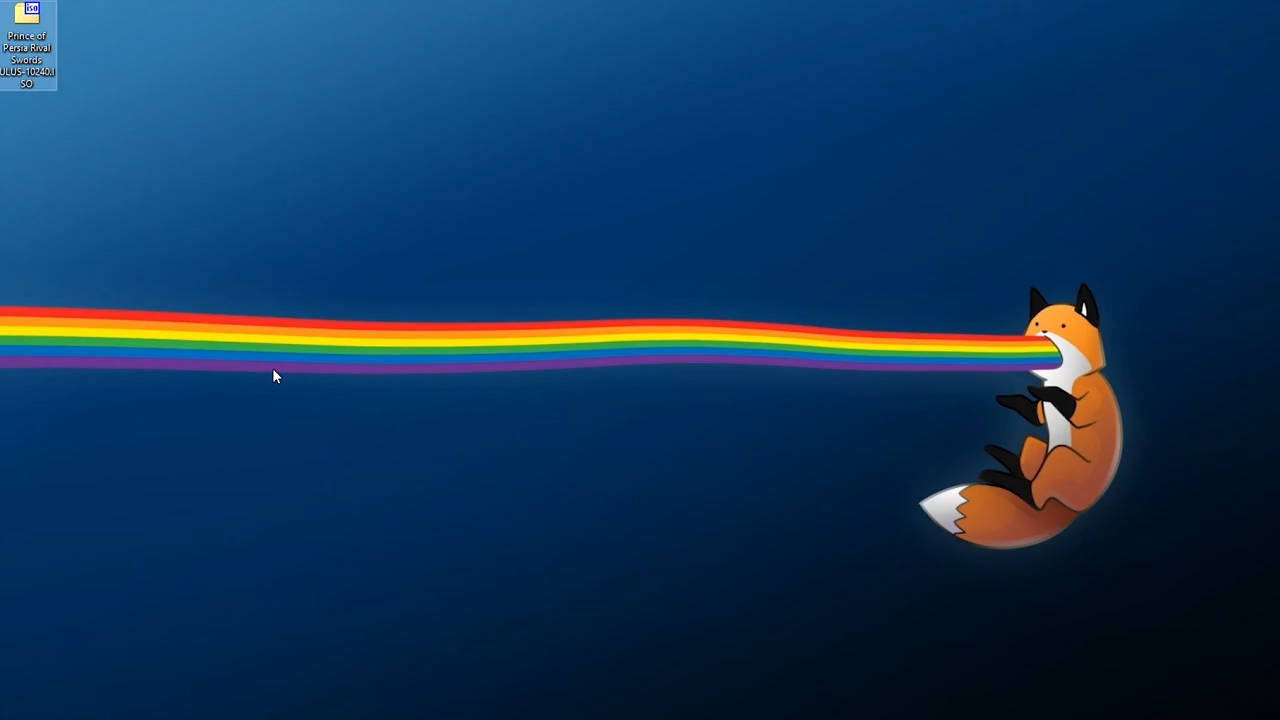 iso
Prince of
Persia Rival
Swords
ULUS-10240.I
SO